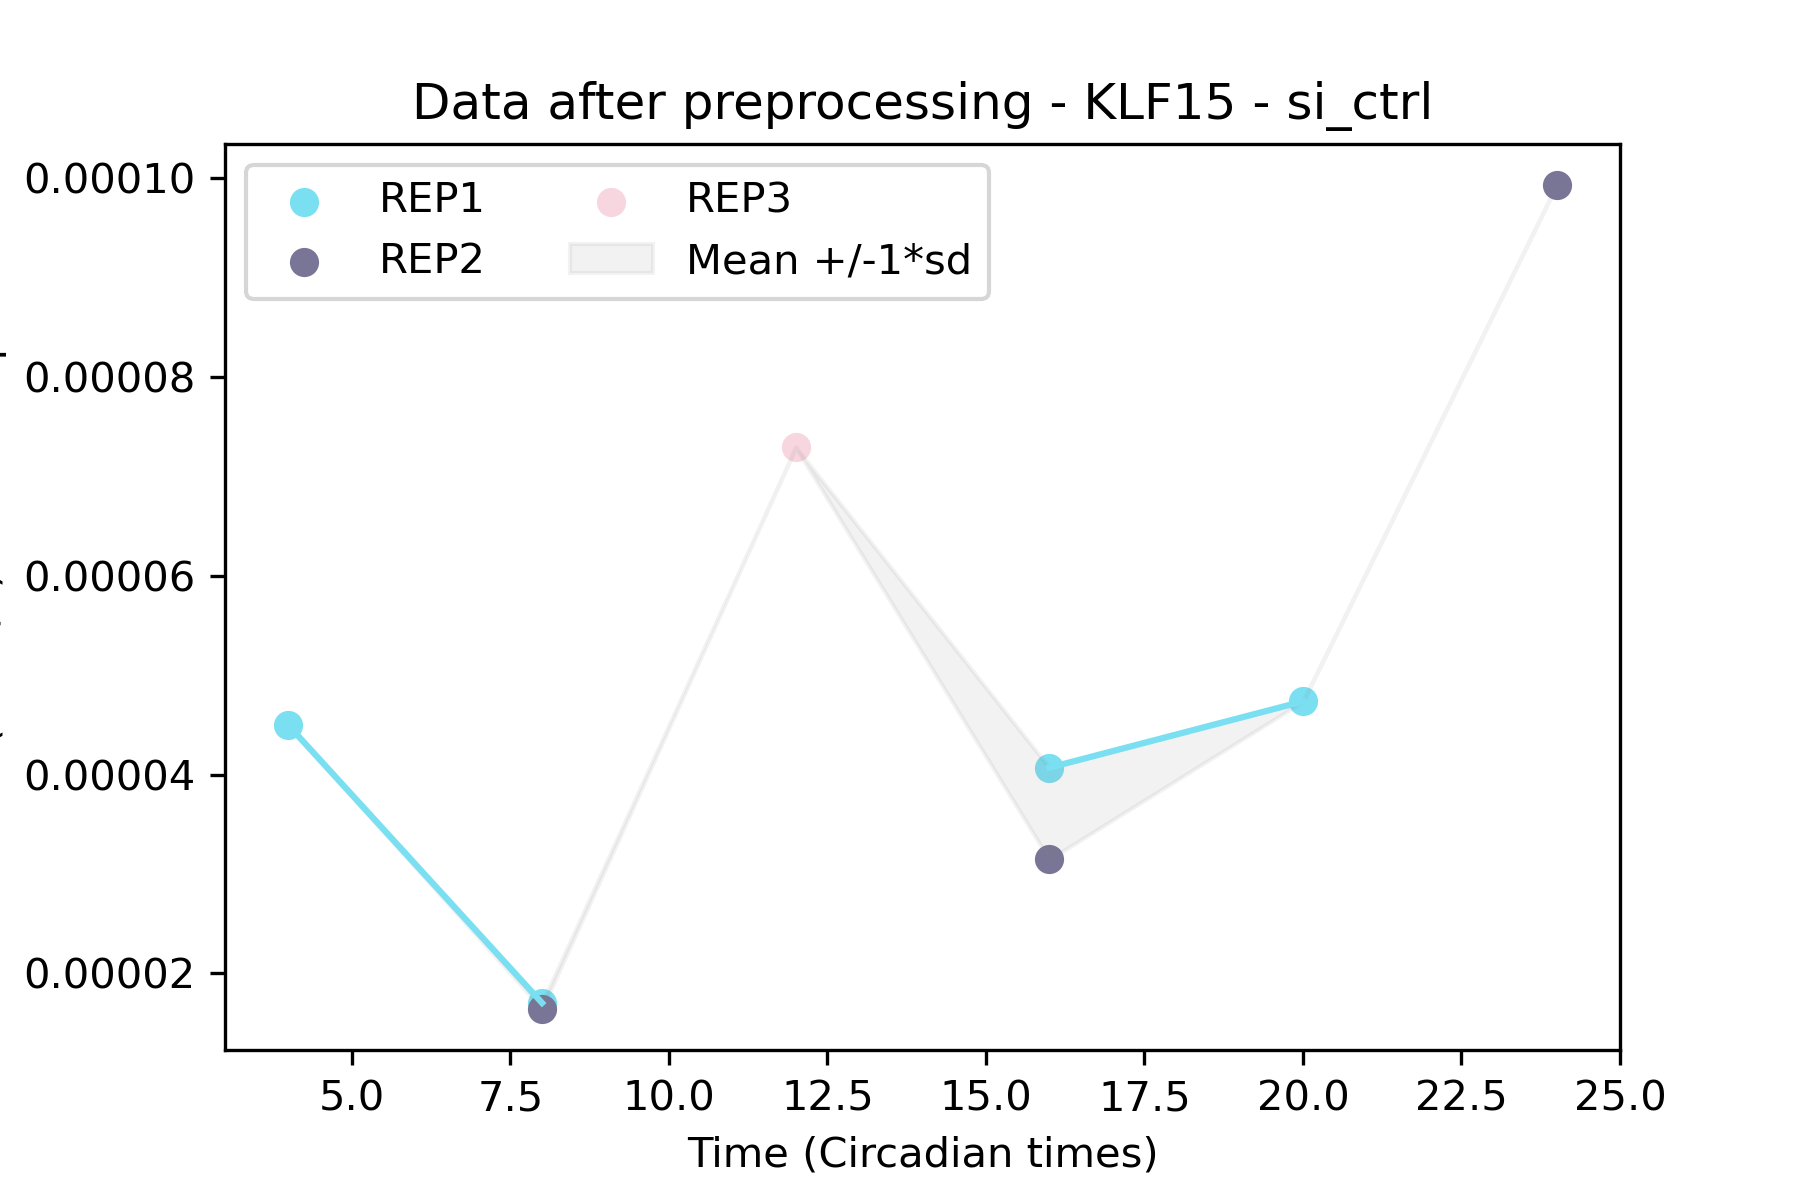 Data after preprocessing - KLF15 - si_ctrl
REP1
REP2
REP3
Mean +/-1*sd
0.00010
0.00008
0.00006
0.00004
0.00002
5.0 7.5 10.0 12.5 15.0 17.5 20.0 22.5 25.0
Time (Circadian times)